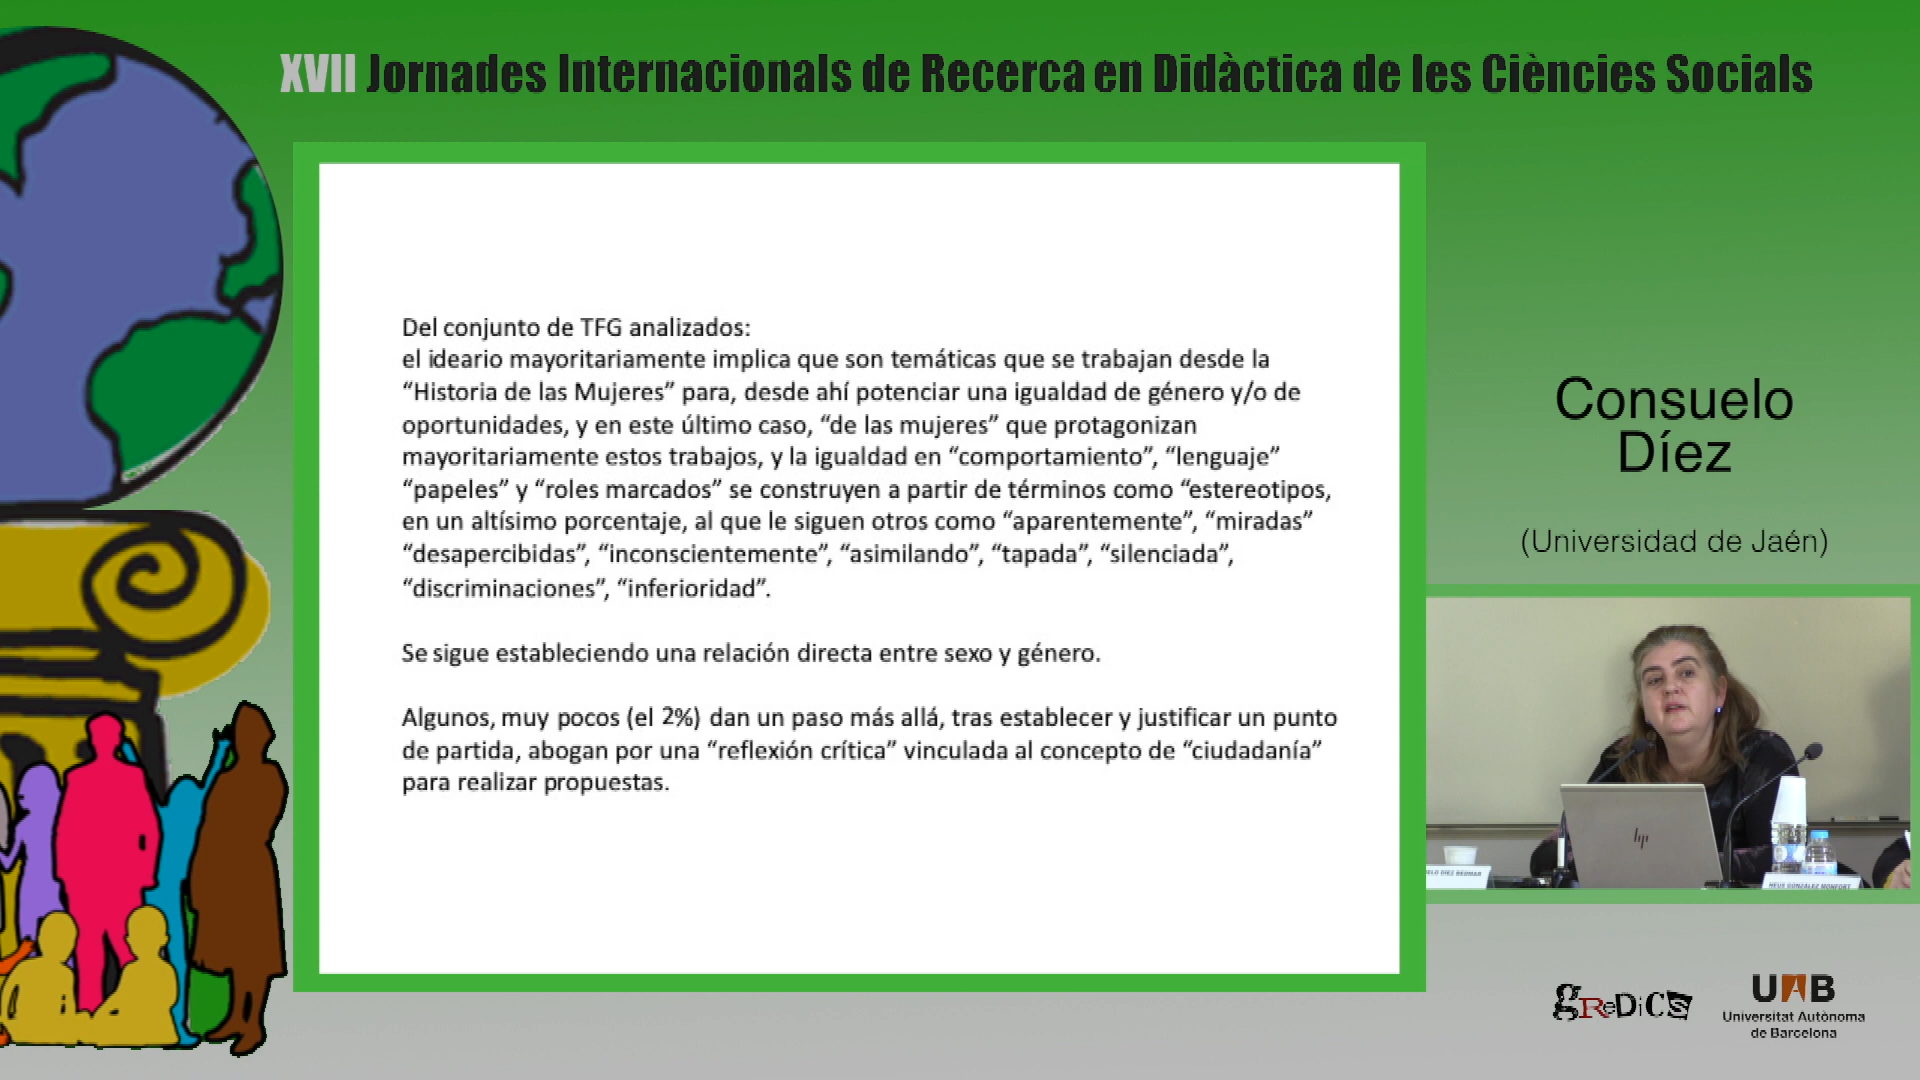 XVII Jornades Internacionals de Recerca en Didàctica de les Ciències Socials
Del conjunto de TFG analizados:
el ideario mayoritariamente implica que son temáticas que se trabajan desde la
“Historia de las Mujeres” para, desde ahí potenciar una igualdad de género y/o de
oportunidades, y en este último caso, “de las mujeres” que protagonizan
mayoritariamente estos trabajos, y la igualdad en “comportamiento”, “lenguaje”
“papeles” y “roles marcados” se construyen a partir de términos como “estereotipos,
en un altísimo porcentaje, al que le siguen otros como “aparentemente”, “miradas”
“desapercibidas”, “inconscientemente”, “asimilando”, “tapada”, “silenciada”,
“discriminaciones”, “inferioridad”.
Se sigue estableciendo una relación directa entre sexo y género.
Algunos, muy pocos (el 2%) dan un paso más allá, tras establecer y justificar un punto
de partida, abogan por una “reflexión crítica” vinculada al concepto de “ciudadanía”
para realizar propuestas.
Consuelo
Díez
(Universidad de Jaén)
hp
ELO DÍEZ BEDMAR
NEUS GONZÁLEZ MONFORT
gReDiCs
UAB
Universitat Autònoma
de Barcelona